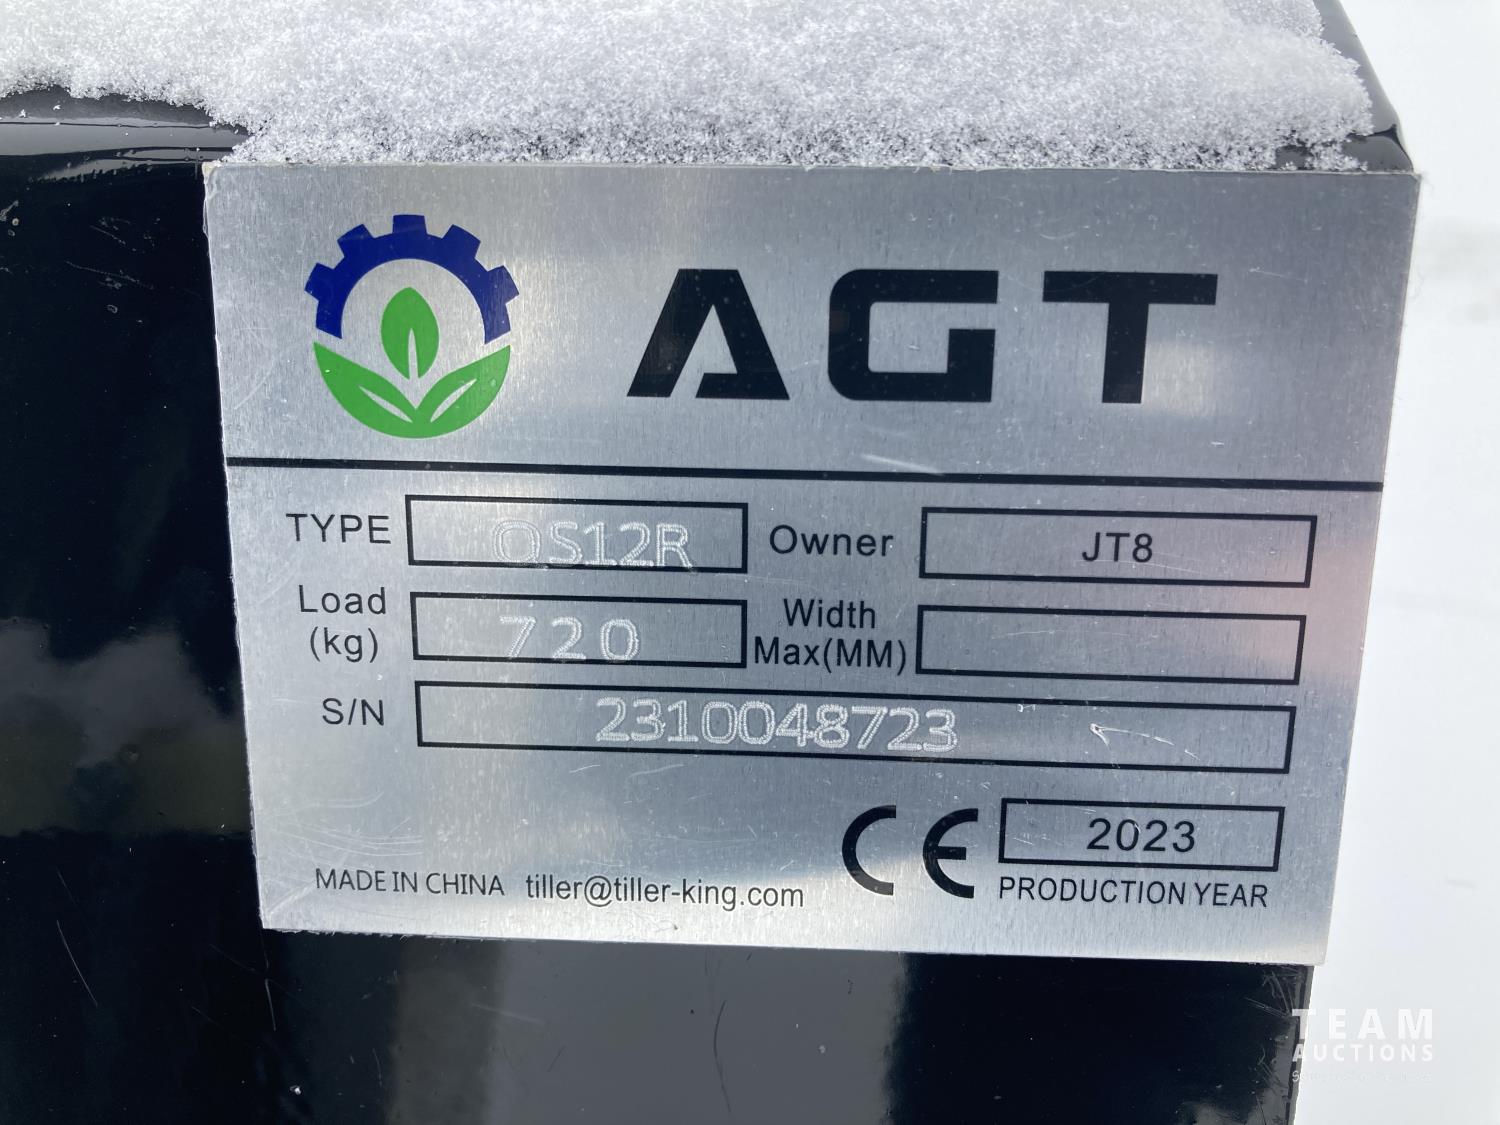 AGT
TYPE QS12R Owner JT8
Load (kg) 720 Width Max(MM)
S/N 2310048723
CE 2023
MADE IN CHINA tiller@tiller-king.com PRODUCTION YEAR
TEAM
AUCTIONS